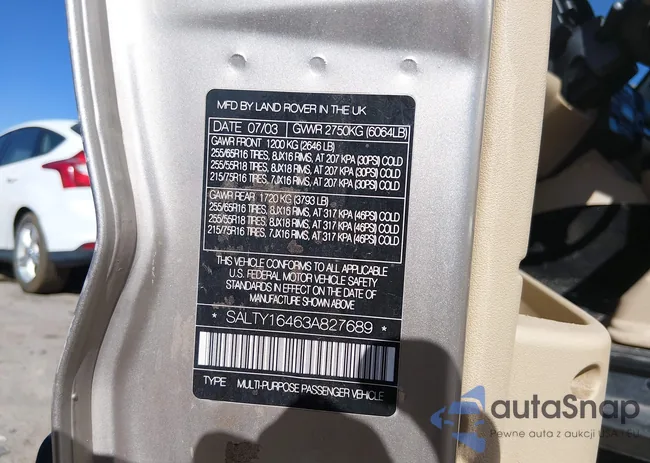 MFD BY LAND ROVER IN THE UK
DATE 07/03 GVWR 2750KG (6064LB)
GAWR FRONT 1200 KG (2646 LB)
255/65R16 TIRES, 8JX16 RIMS, AT 207 KPA (30PSI) COLD
255/55R18 TIRES, 8JX18 RIMS, AT 207 KPA (30PSI) COLD
215/75R16 TIRES, 7JX16 RIMS, AT 207 KPA (30PSI) COLD
GAWR REAR 1720 KG (3793 LB)
255/65R16 TIRES, 8JX16 RIMS, AT 317 KPA (46PSI) COLD
255/55R18 TIRES, 8JX18 RIMS, AT 317 KPA (46PSI) COLD
215/75R16 TIRES, 7JX16 RIMS, AT 317 KPA (46PSI) COLD
THIS VEHICLE CONFORMS TO ALL APPLICABLE
U.S. FEDERAL MOTOR VEHICLE SAFETY
STANDARDS IN EFFECT ON THE DATE OF
MANUFACTURE SHOWN ABOVE
* SALTY16463A827689 *
TYPE MULTI-PURPOSE PASSENGER VEHICLE
autaSnap
Pewne auta z aukcji USA i EU